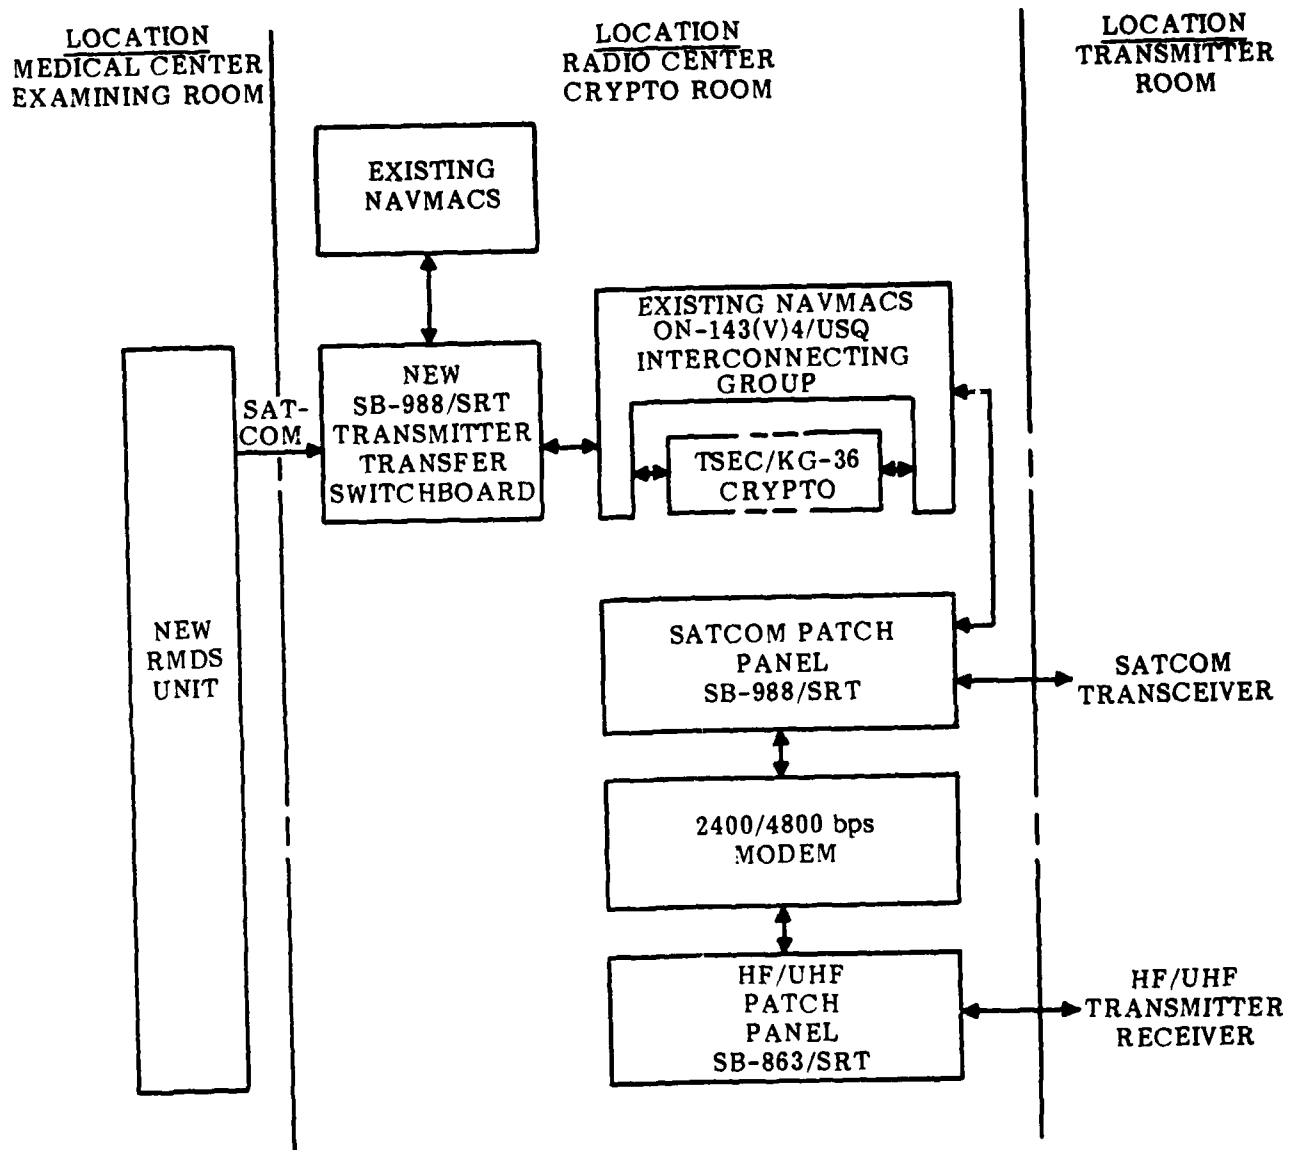 LOCATION
MEDICAL CENTER
EXAMINING ROOM
LOCATION
RADIO CENTER
CRYPTO ROOM
LOCATION
TRANSMITTER
ROOM
EXISTING
NAVMACS
EXISTING NAVMACS
ON-143(V)4/USQ
INTERCONNECTING
GROUP
NEW
SB-988/SRT
TRANSMITTER
TRANSFER
SWITCHBOARD
SAT-
COM
TSEC/KG-36
CRYPTO
NEW
RMDS
UNIT
SATCOM PATCH
PANEL
SB-988/SRT
SATCOM
TRANSCEIVER
2400/4800 bps
MODEM
HF/UHF
PATCH
PANEL
SB-863/SRT
HF/UHF
TRANSMITTER
RECEIVER